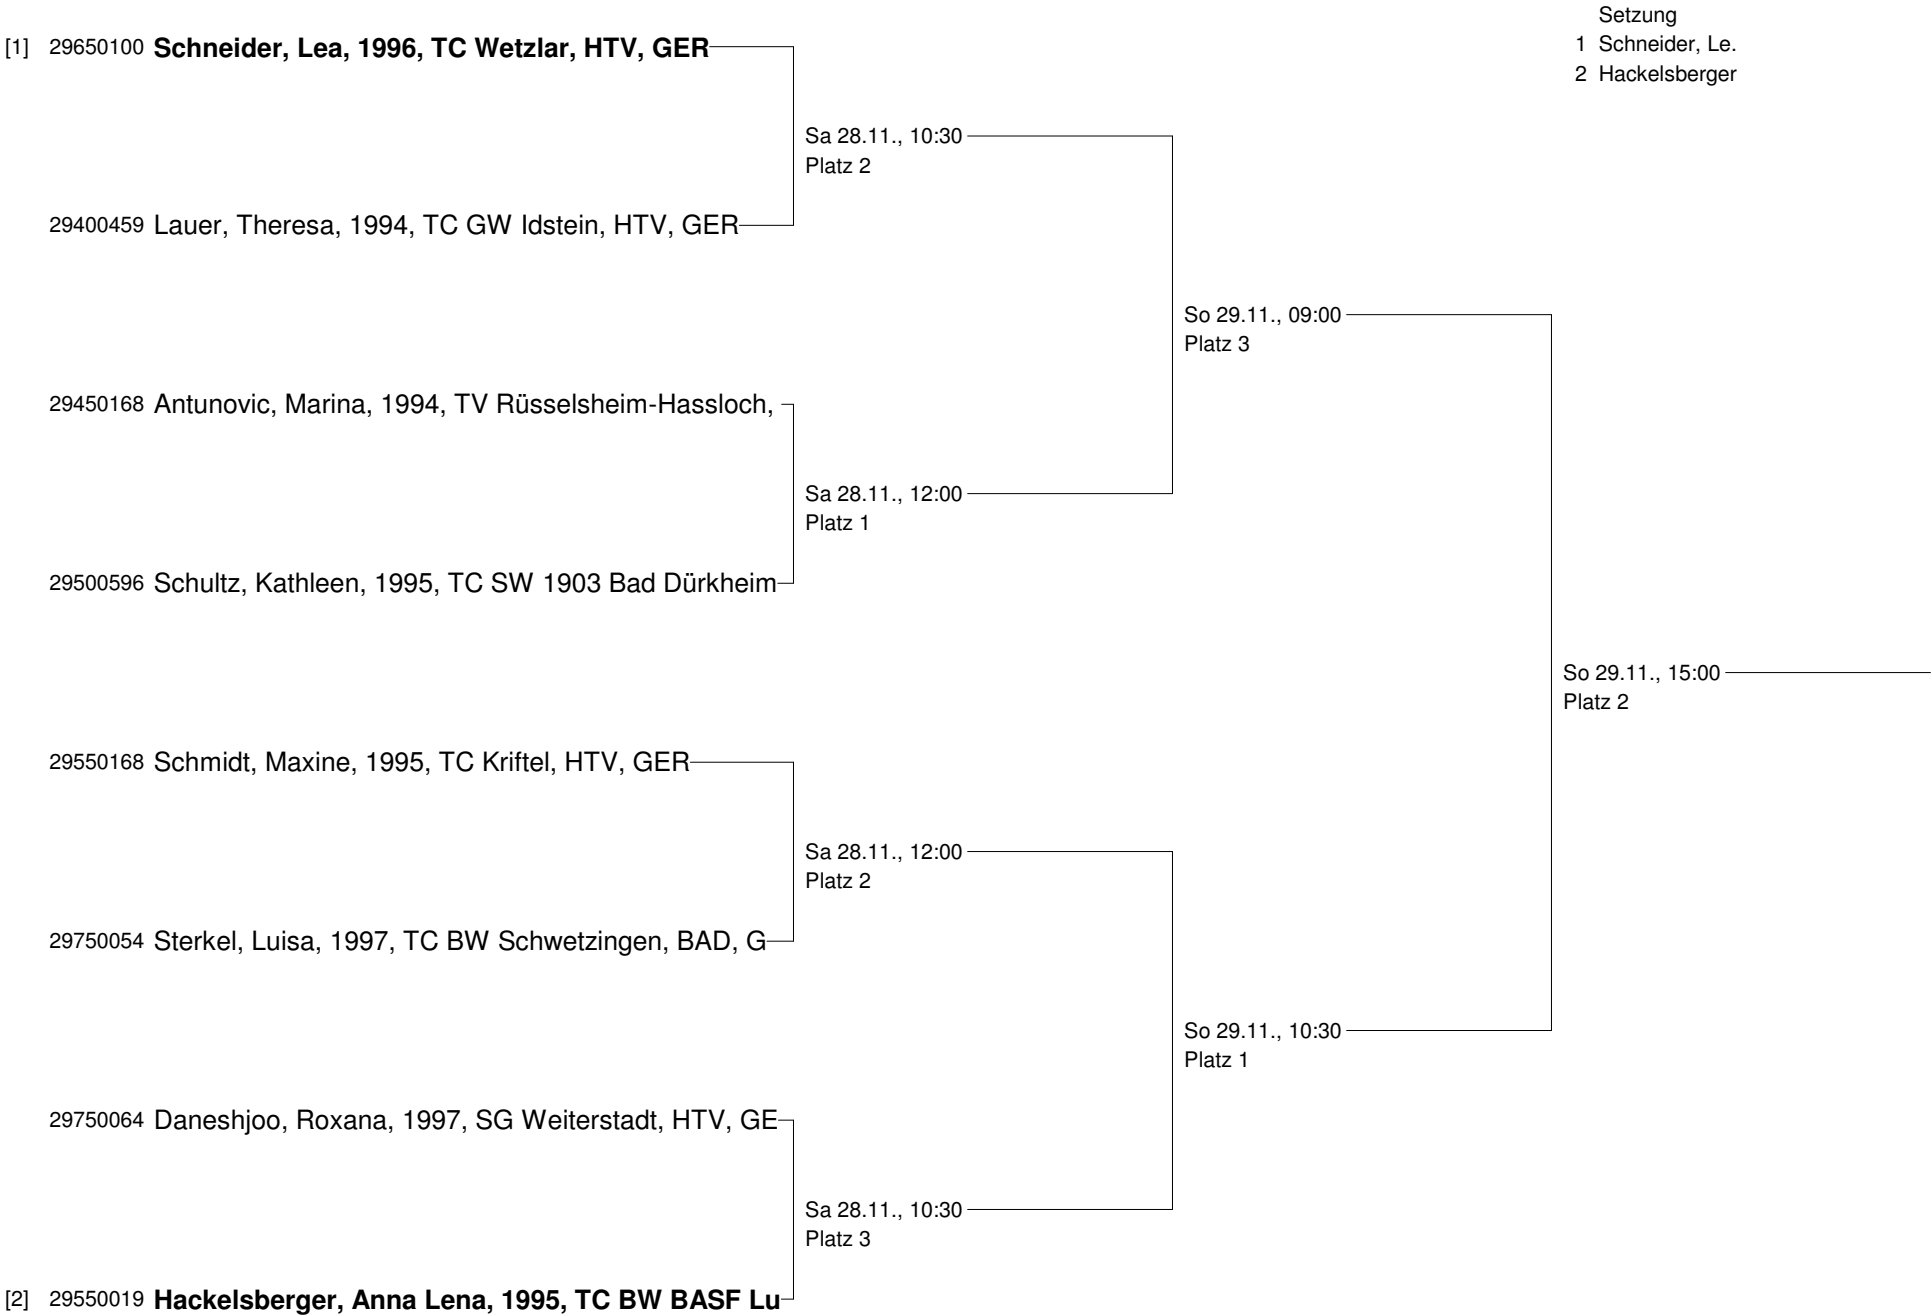 Setzung
1 Schneider, Le.
2 Hackelsberger
[1] 29650100 Schneider, Lea, 1996, TC Wetzlar, HTV, GER
Sa 28.11., 10:30
Platz 2
29400459 Lauer, Theresa, 1994, TC GW Idstein, HTV, GER
So 29.11., 09:00
Platz 3
29450168 Antunovic, Marina, 1994, TV Rüsselsheim-Hassloch,
Sa 28.11., 12:00
Platz 1
29500596 Schultz, Kathleen, 1995, TC SW 1903 Bad Dürkheim
So 29.11., 15:00
Platz 2
29550168 Schmidt, Maxine, 1995, TC Kriftel, HTV, GER
Sa 28.11., 12:00
Platz 2
29750054 Sterkel, Luisa, 1997, TC BW Schwetzingen, BAD, G
So 29.11., 10:30
Platz 1
29750064 Daneshjoo, Roxana, 1997, SG Weiterstadt, HTV, GE
Sa 28.11., 10:30
Platz 3
[2] 29550019 Hackelsberger, Anna Lena, 1995, TC BW BASF Lu